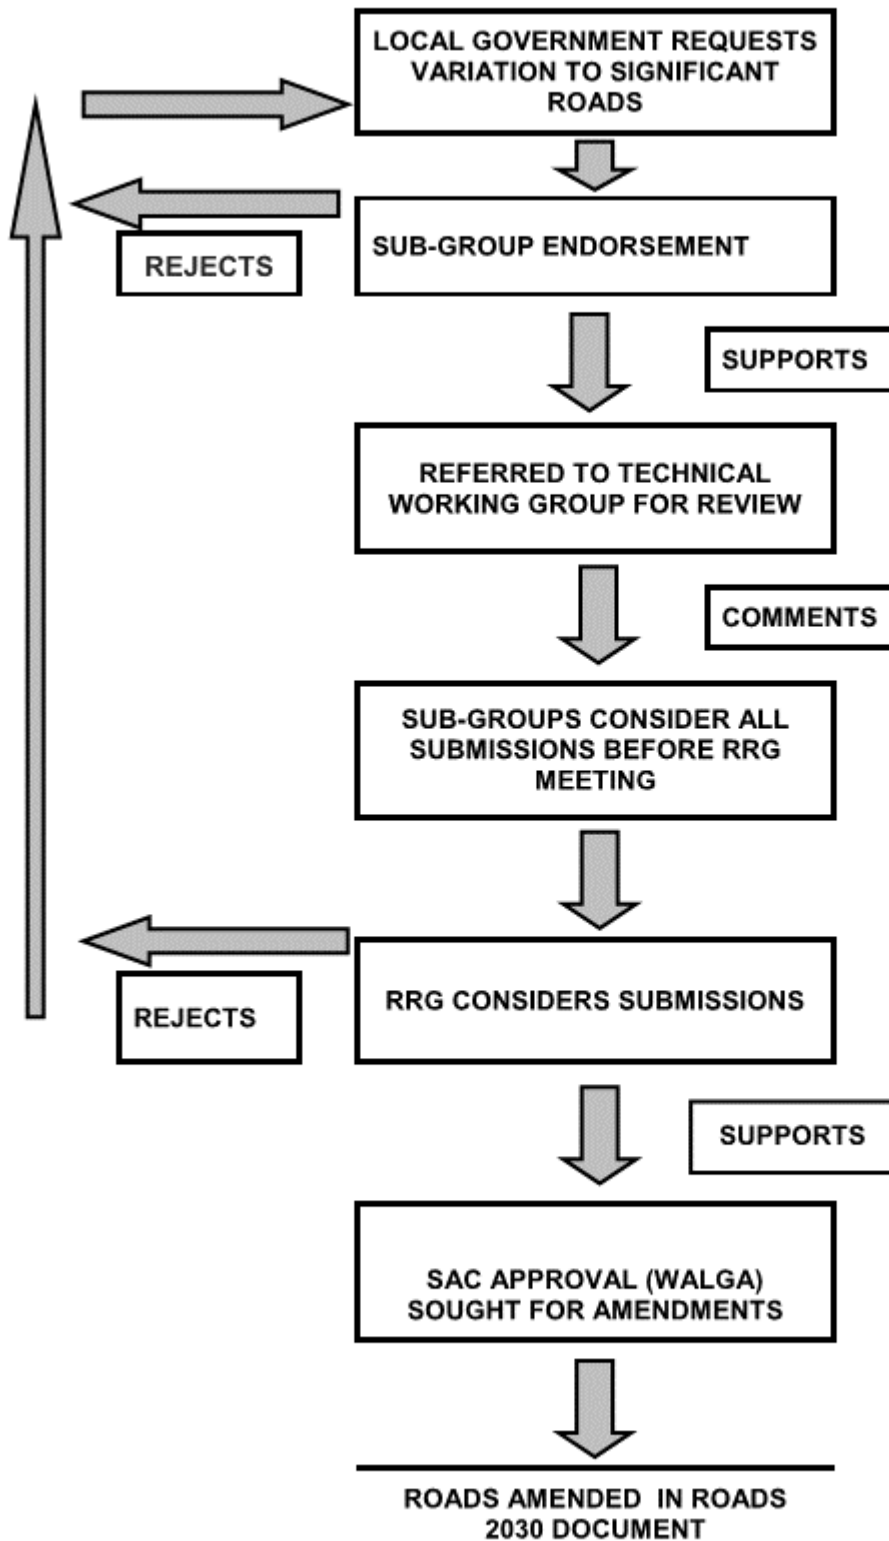 LOCAL GOVERNMENT REQUESTS
VARIATION TO SIGNIFICANT
ROADS
SUB-GROUP ENDORSEMENT
REJECTS
SUPPORTS
REFERRED TO TECHNICAL
WORKING GROUP FOR REVIEW
COMMENTS
SUB-GROUPS CONSIDER ALL
SUBMISSIONS BEFORE RRG
MEETING
RRG CONSIDERS SUBMISSIONS
REJECTS
SUPPORTS
SAC APPROVAL (WALGA)
SOUGHT FOR AMENDMENTS
ROADS AMENDED IN ROADS
2030 DOCUMENT